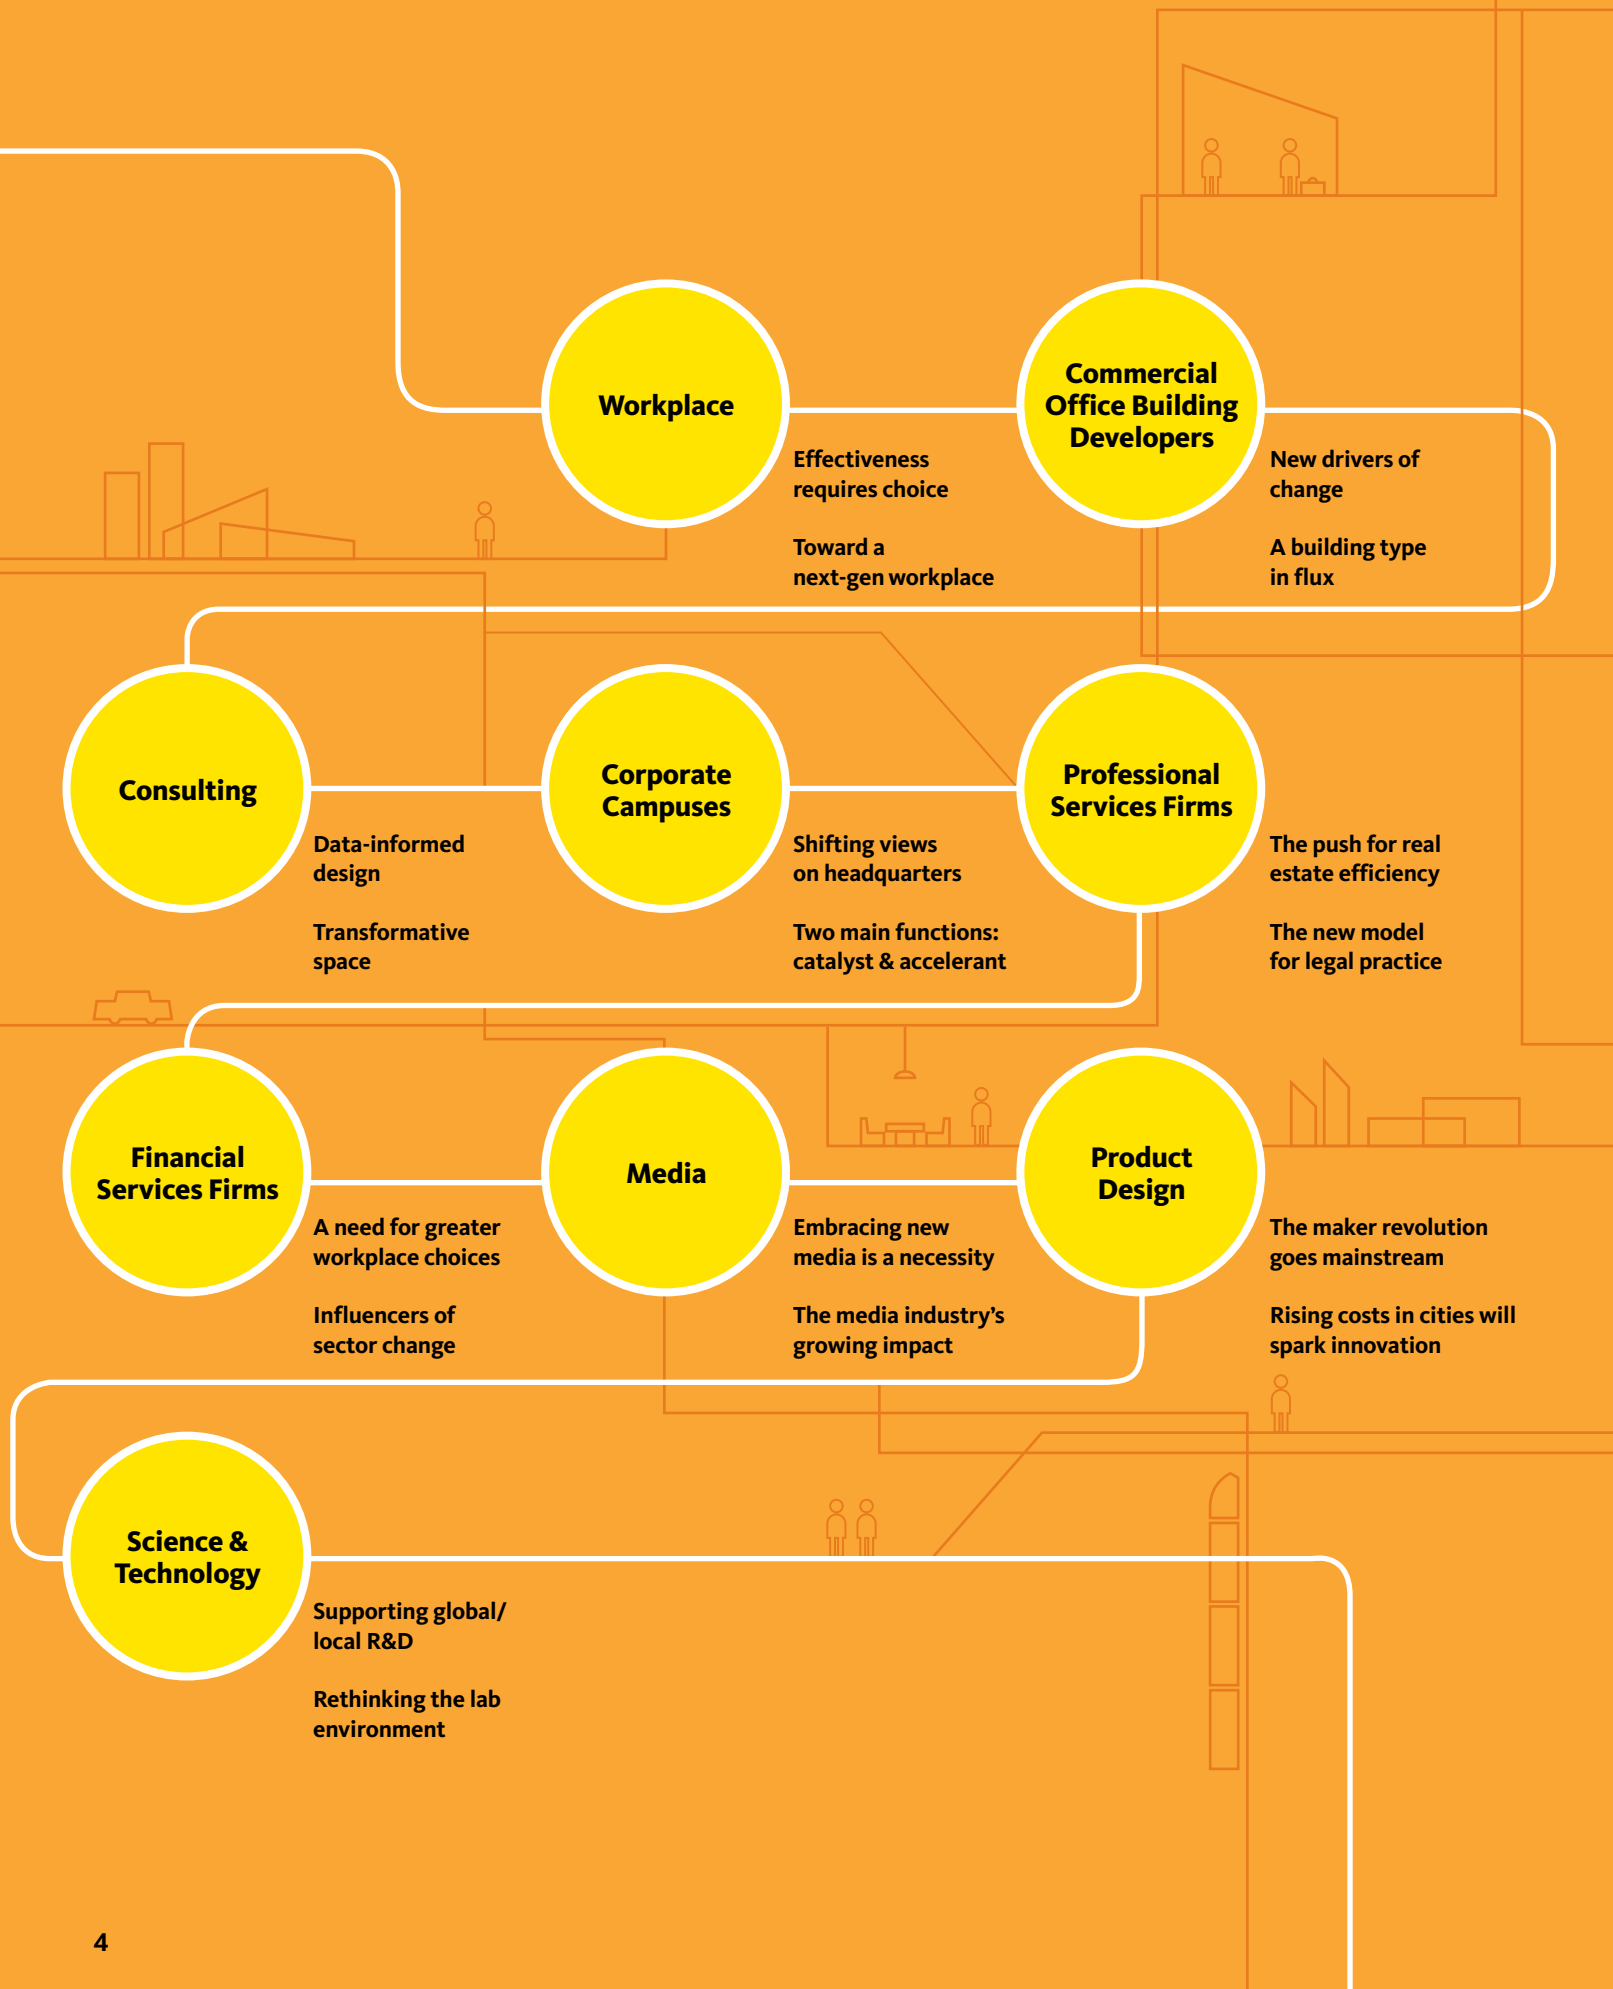 Workplace
Effectiveness
requires choice
Toward a
next-gen workplace
Commercial
Office Building
Developers
New drivers of
change
A building type
in flux
Consulting
Data-informed
design
Transformative
space
Corporate
Campuses
Shifting views
on headquarters
Two main functions:
catalyst & accelerant
Professional
Services Firms
The push for real
estate efficiency
The new model
for legal practice
Financial
Services Firms
A need for greater
workplace choices
Influencers of
sector change
Media
Embracing new
media is a necessity
The media industry’s
growing impact
Product
Design
The maker revolution
goes mainstream
Rising costs in cities will
spark innovation
Science &
Technology
Supporting global/
local R&D
Rethinking the lab
environment
4